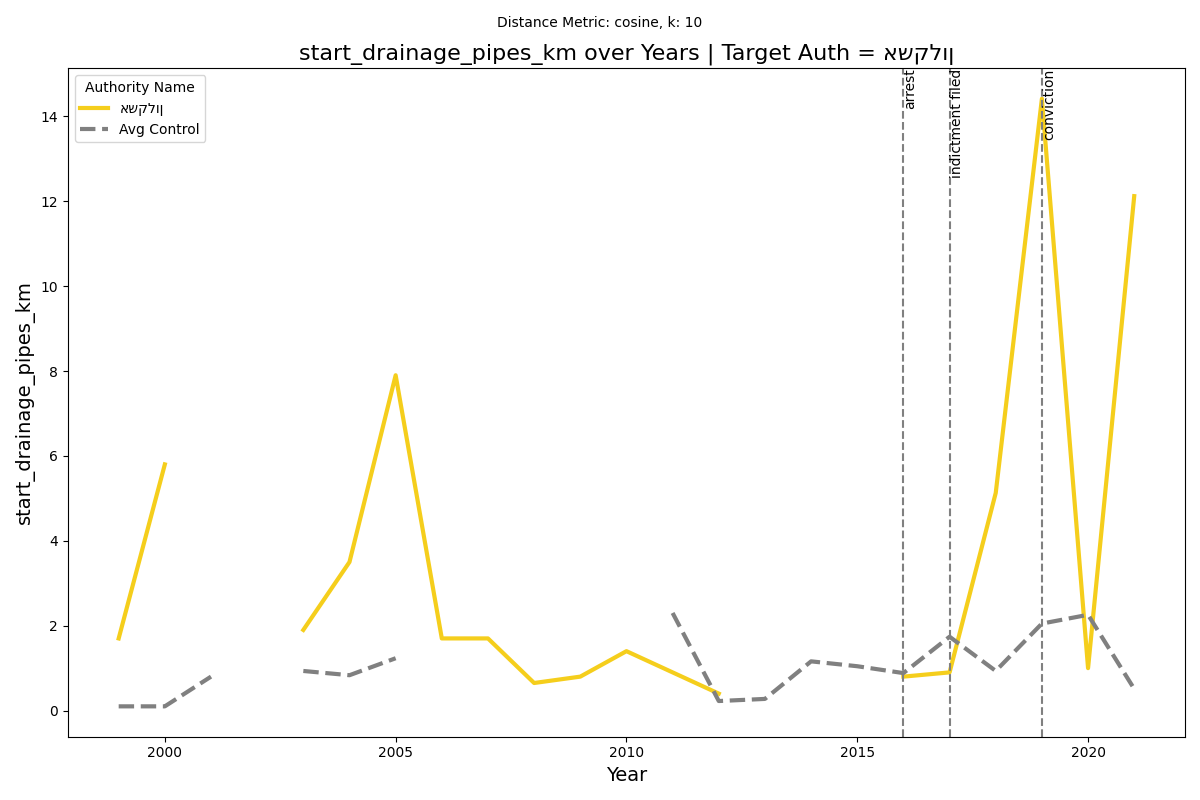 Distance Metric: cosine, k: 10
start_drainage_pipes_km over Years | Target Auth = אשקלון
Authority Name
אשקלון
Avg Control
arrest
indictment filed
conviction
start_drainage_pipes_km
14
12
10
8
6
4
2
0
2000
2005
2010
2015
2020
Year